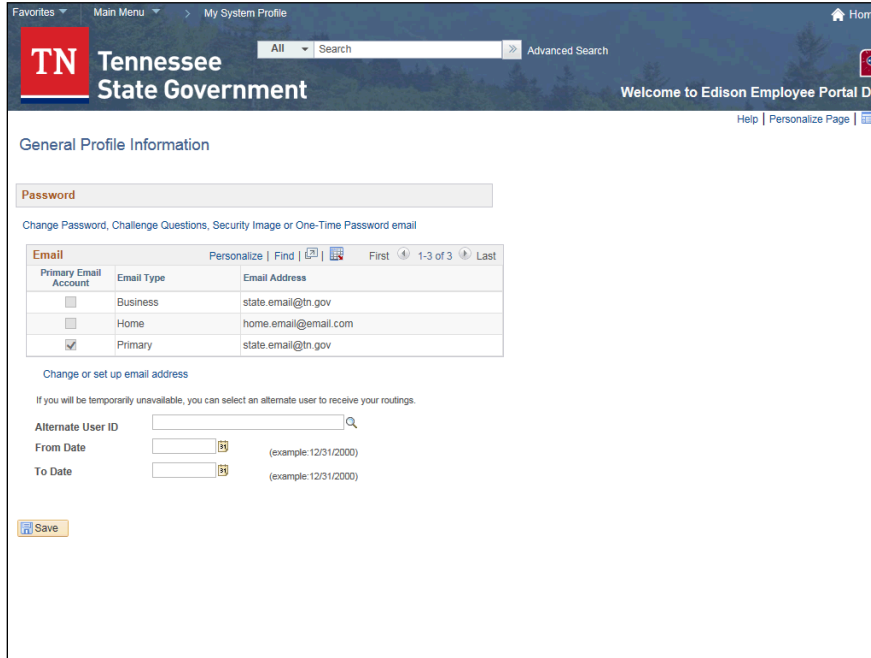 Favorites Main Menu > My System Profile
Hom
TN Tennessee State Government
All Search Advanced Search
Welcome to Edison Employee Portal D
Help | Personalize Page |
General Profile Information
Password
Change Password, Challenge Questions, Security Image or One-Time Password email
Email Personalize | Find | | First 1-3 of 3 Last
Primary Email Account Email Type Email Address
Business state.email@tn.gov
Home home.email@email.com
Primary state.email@tn.gov
Change or set up email address
If you will be temporarily unavailable, you can select an alternate user to receive your routings.
Alternate User ID
From Date 31 (example:12/31/2000)
To Date 31 (example:12/31/2000)
Save